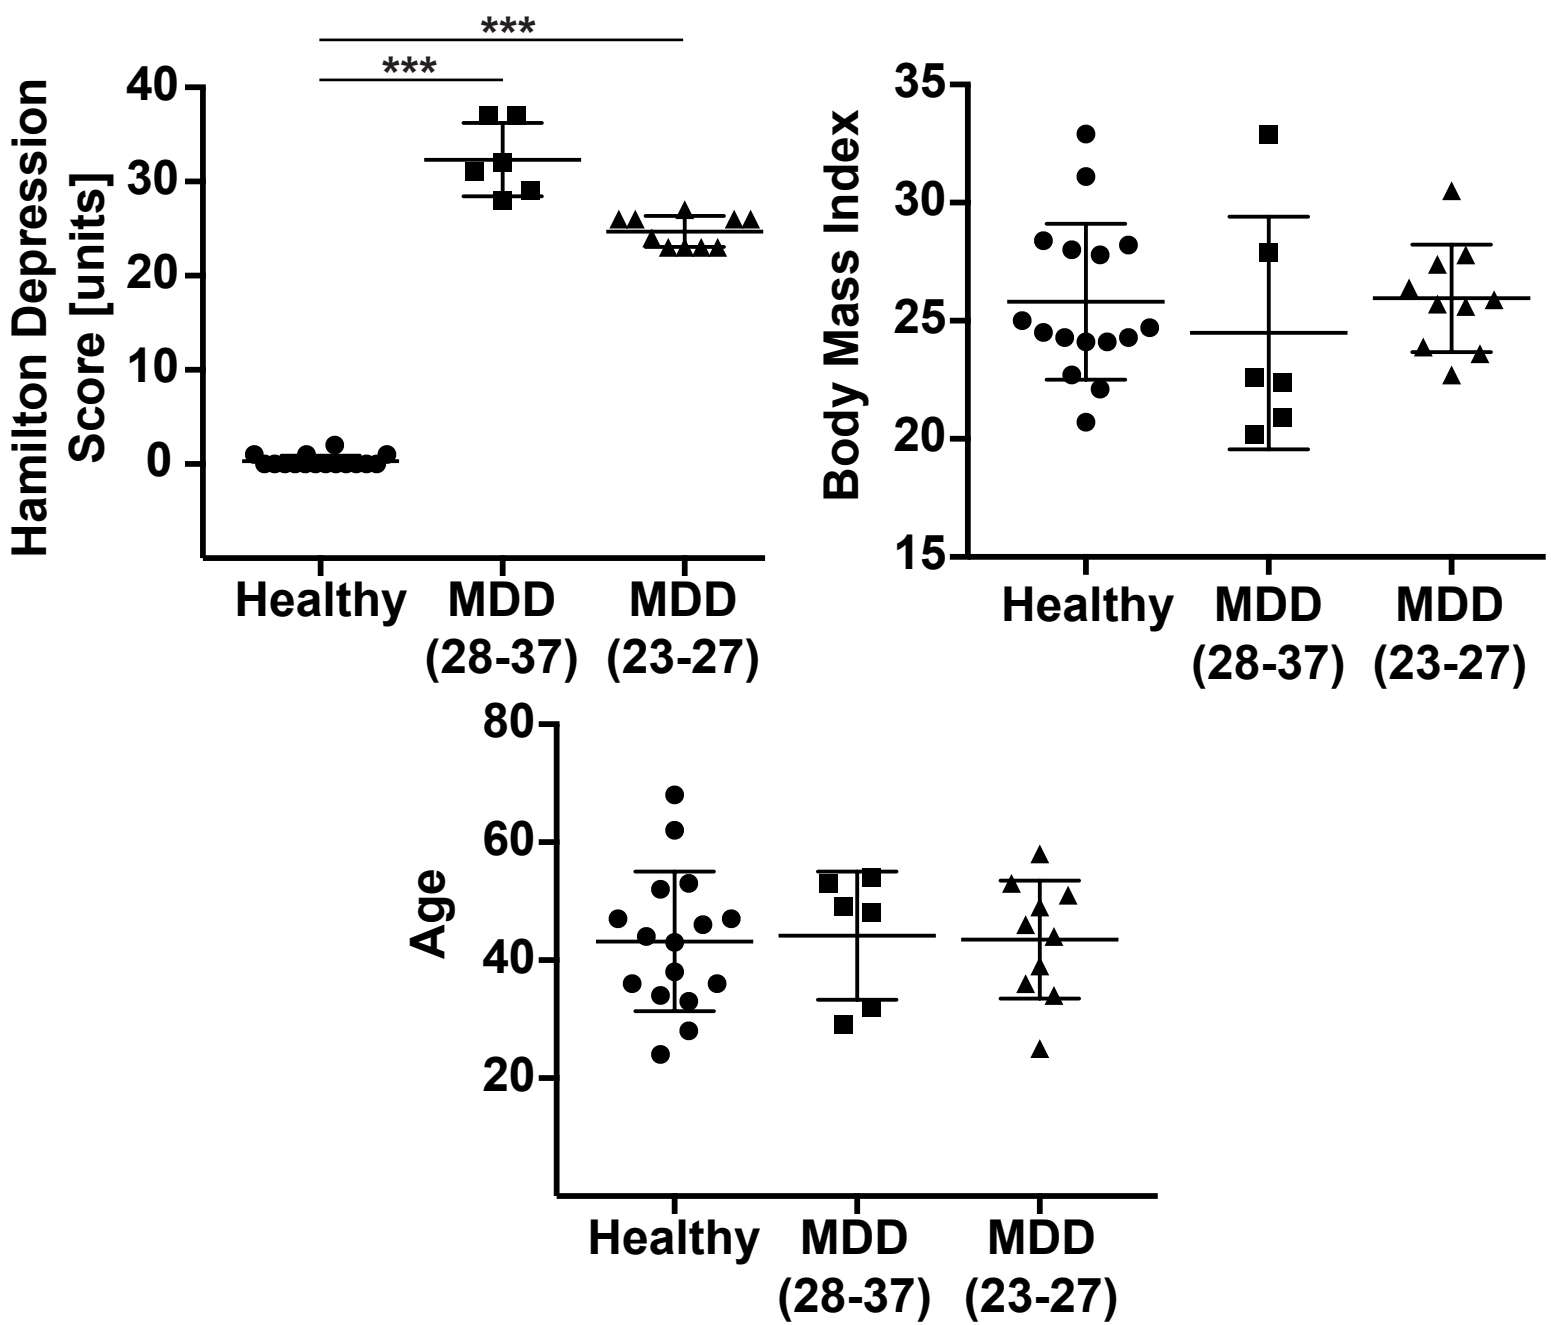 ***
***
Hamilton Depression
Score [units]
40
30
20
10
0
Healthy
MDD
(28-37)
MDD
(23-27)
Body Mass Index
35
30
25
20
15
Healthy
MDD
(28-37)
MDD
(23-27)
Age
80
60
40
20
Healthy
MDD
(28-37)
MDD
(23-27)